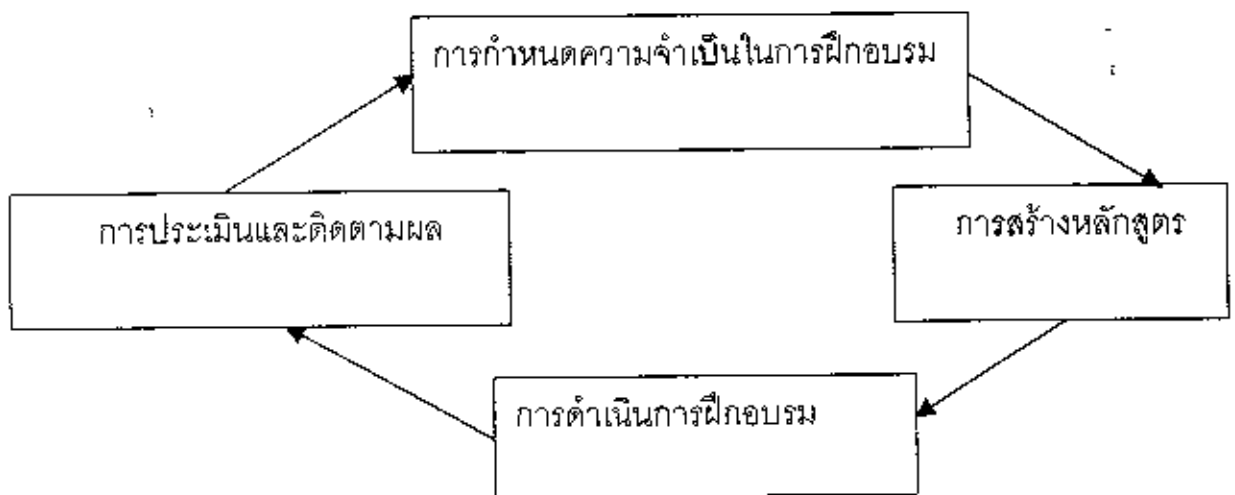 การกำหนดความจำเป็นในการฝึกอบรม
การประเมินและติดตามผล
การสร้างหลักสูตร
การดำเนินการฝึกอบรม